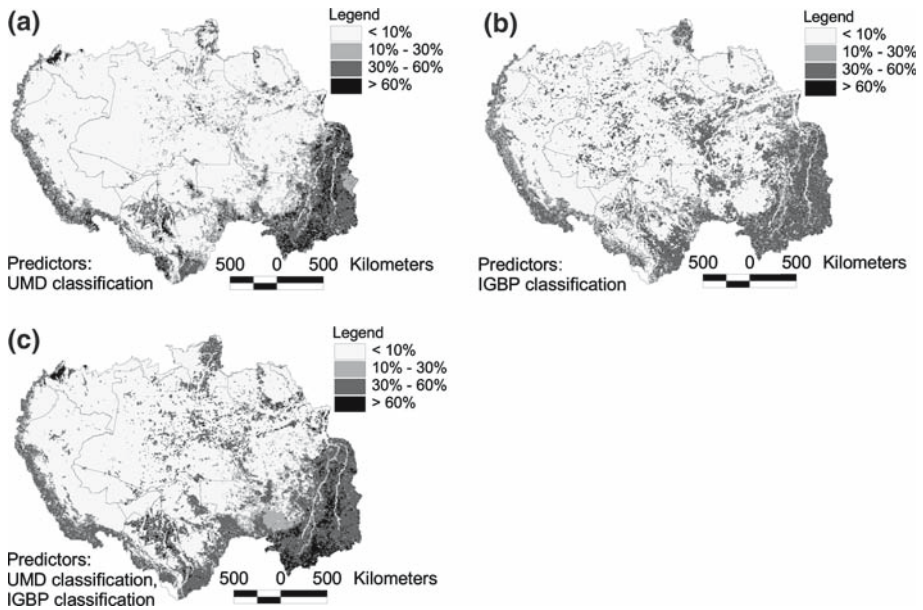 (a)
Legend
< 10%
10% - 30%
30% - 60%
> 60%
Predictors:
UMD classification
500 0 500 Kilometers
(b)
Legend
< 10%
10% - 30%
30% - 60%
> 60%
Predictors:
IGBP classification
500 0 500 Kilometers
(c)
Legend
< 10%
10% - 30%
30% - 60%
> 60%
Predictors:
UMD classification,
IGBP classification
500 0 500 Kilometers